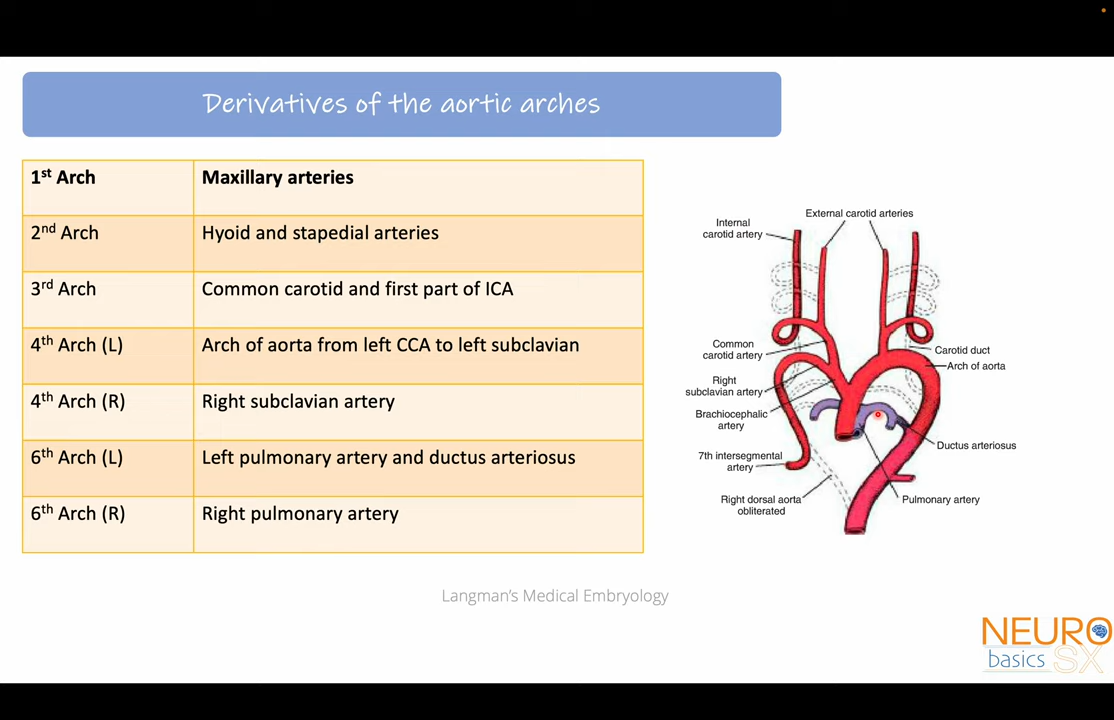 Derivatives of the aortic arches
1st Arch Maxillary arteries
2nd Arch Hyoid and stapedial arteries
3rd Arch Common carotid and first part of ICA
4th Arch (L) Arch of aorta from left CCA to left subclavian
4th Arch (R) Right subclavian artery
6th Arch (L) Left pulmonary artery and ductus arteriosus
6th Arch (R) Right pulmonary artery
External carotid arteries
Internal
carotid artery
Common
carotid artery
Carotid duct
Arch of aorta
Right
subclavian artery
Brachiocephalic
artery
Ductus arteriosus
7th intersegmental
artery
Right dorsal aorta
obliterated
Pulmonary artery
Langman's Medical Embryology
NEURO
basics SX